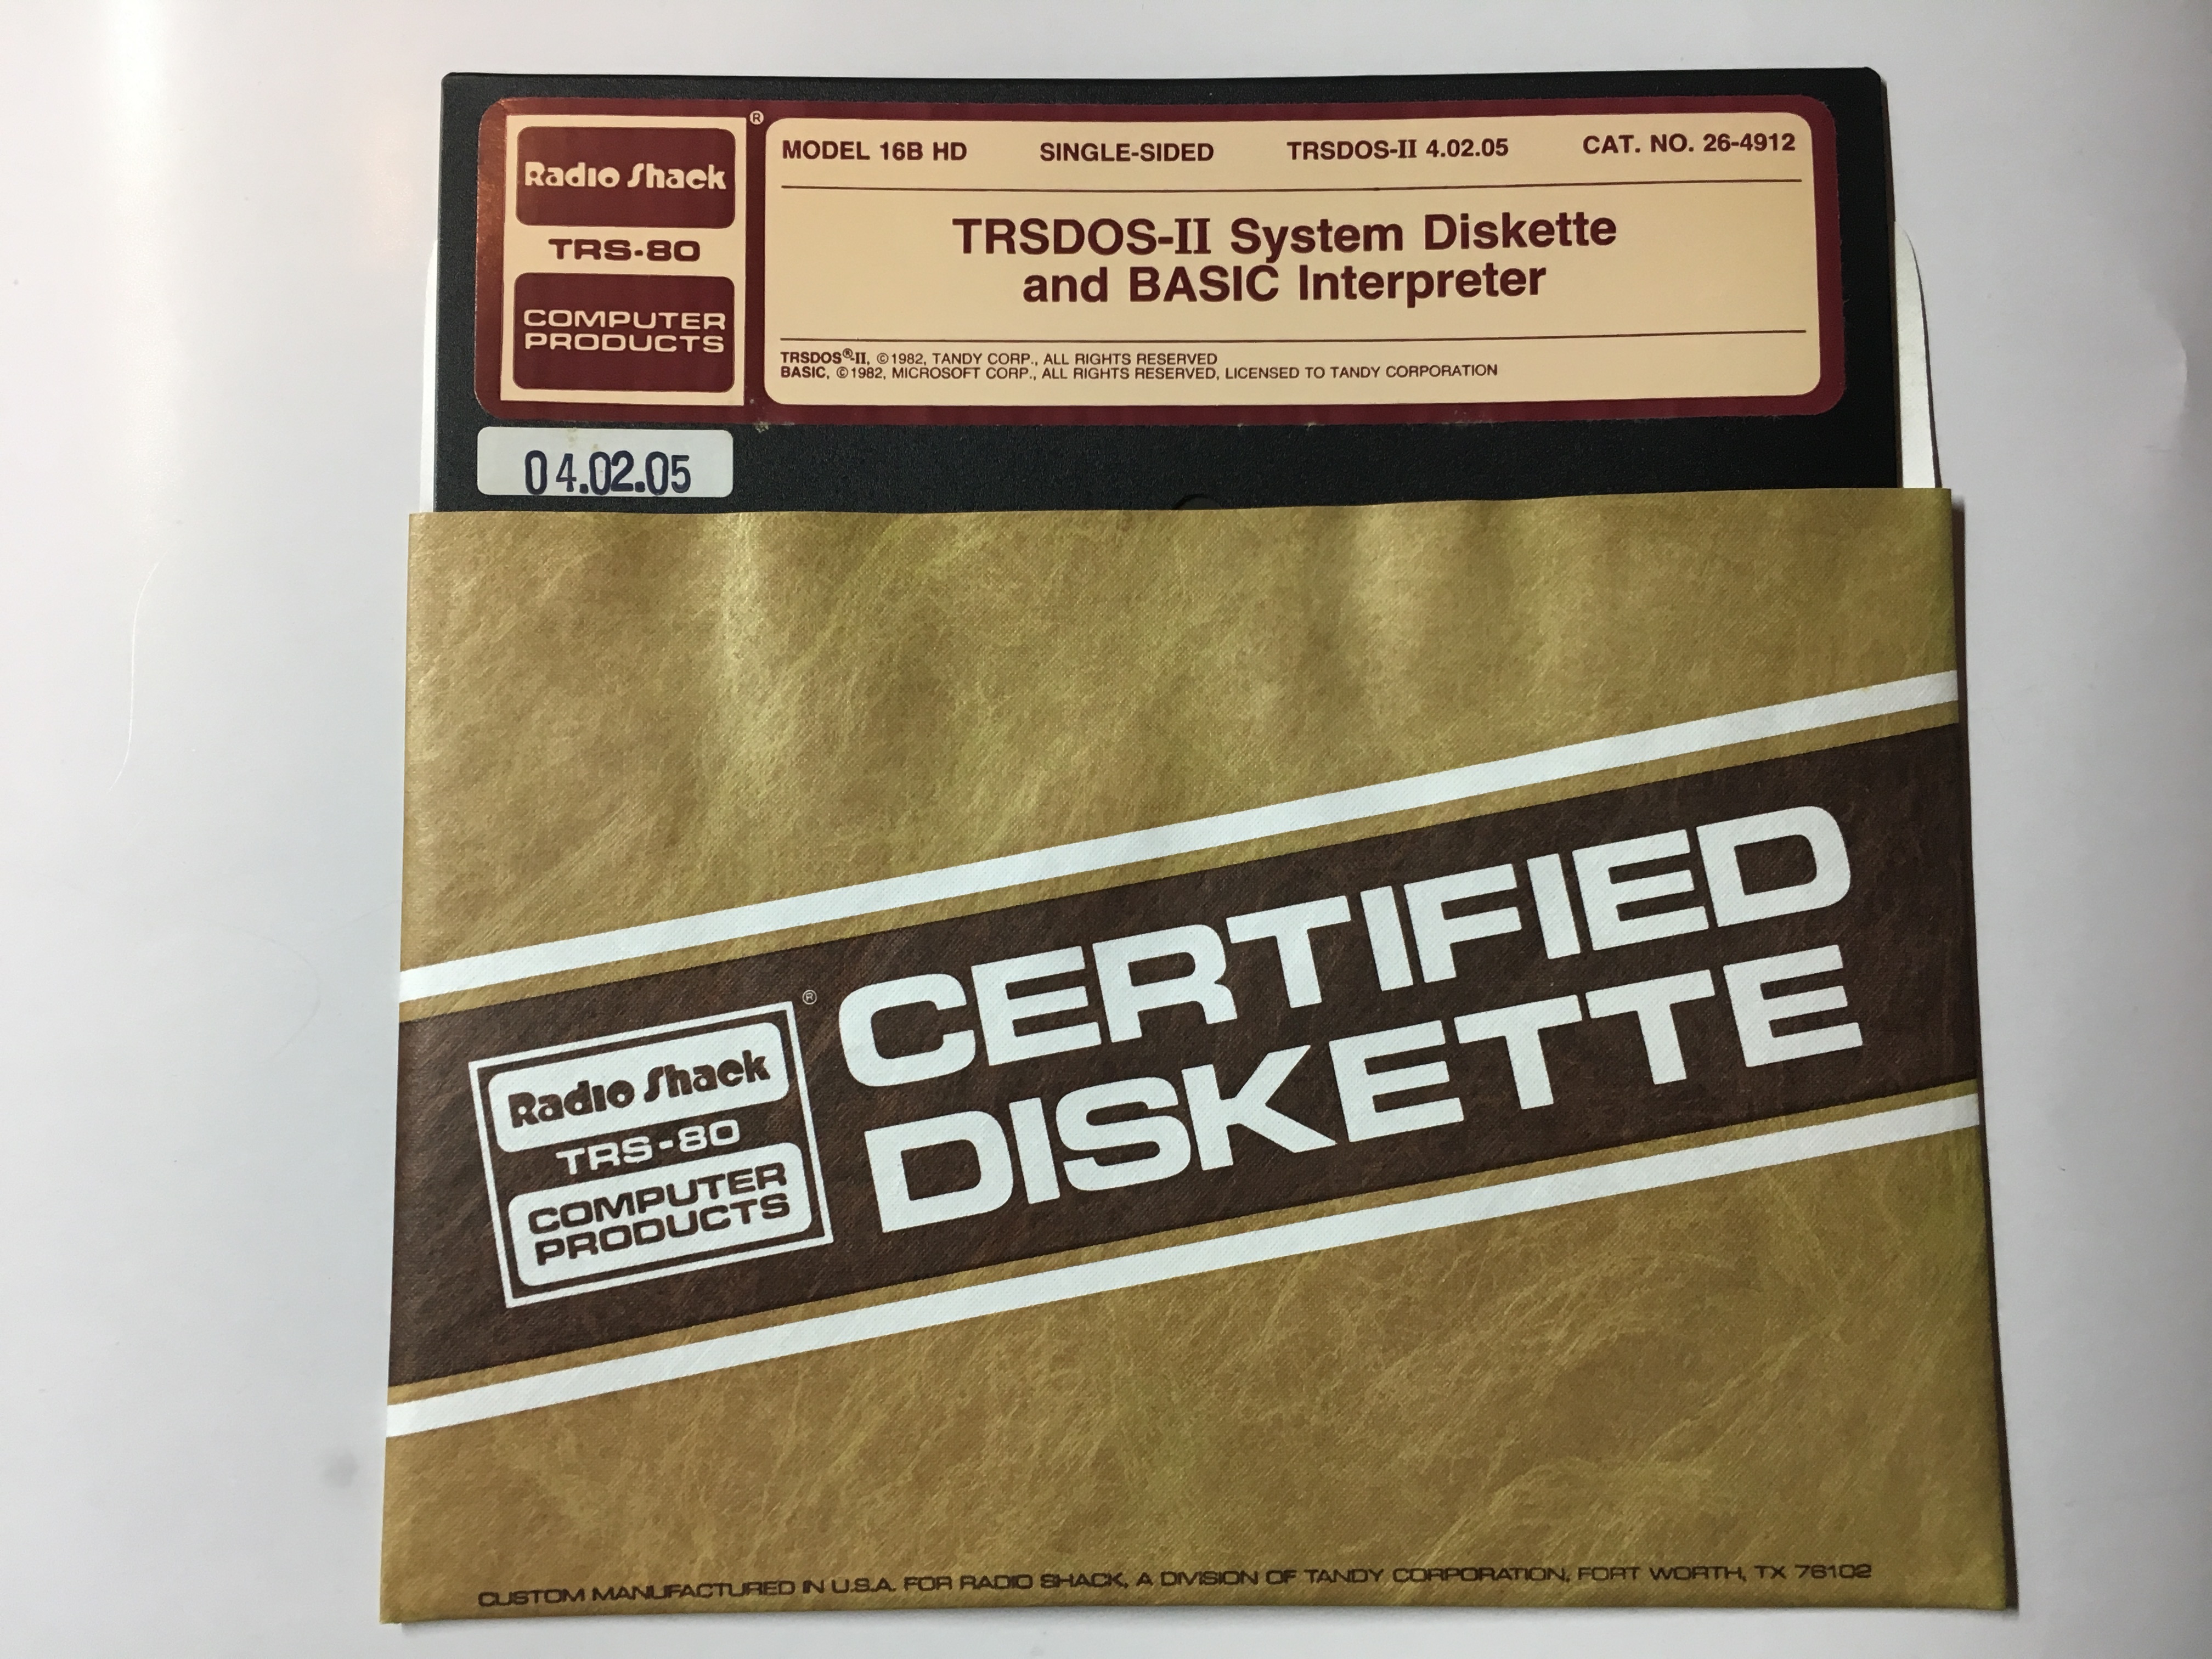 Radio Shack
TRS-80
COMPUTER
PRODUCTS
®
MODEL 16B HD SINGLE-SIDED TRSDOS-II 4.02.05 CAT. NO. 26-4912
TRSDOS-II System Diskette
and BASIC Interpreter
TRSDOS®-II, ©1982, TANDY CORP., ALL RIGHTS RESERVED
BASIC, ©1982, MICROSOFT CORP., ALL RIGHTS RESERVED, LICENSED TO TANDY CORPORATION
04.02.05
Radio Shack
TRS-80
COMPUTER
PRODUCTS
®
CERTIFIED
DISKETTE
CUSTOM MANUFACTURED IN U.S.A. FOR RADIO SHACK, A DIVISION OF TANDY CORPORATION, FORT WORTH, TX 76102